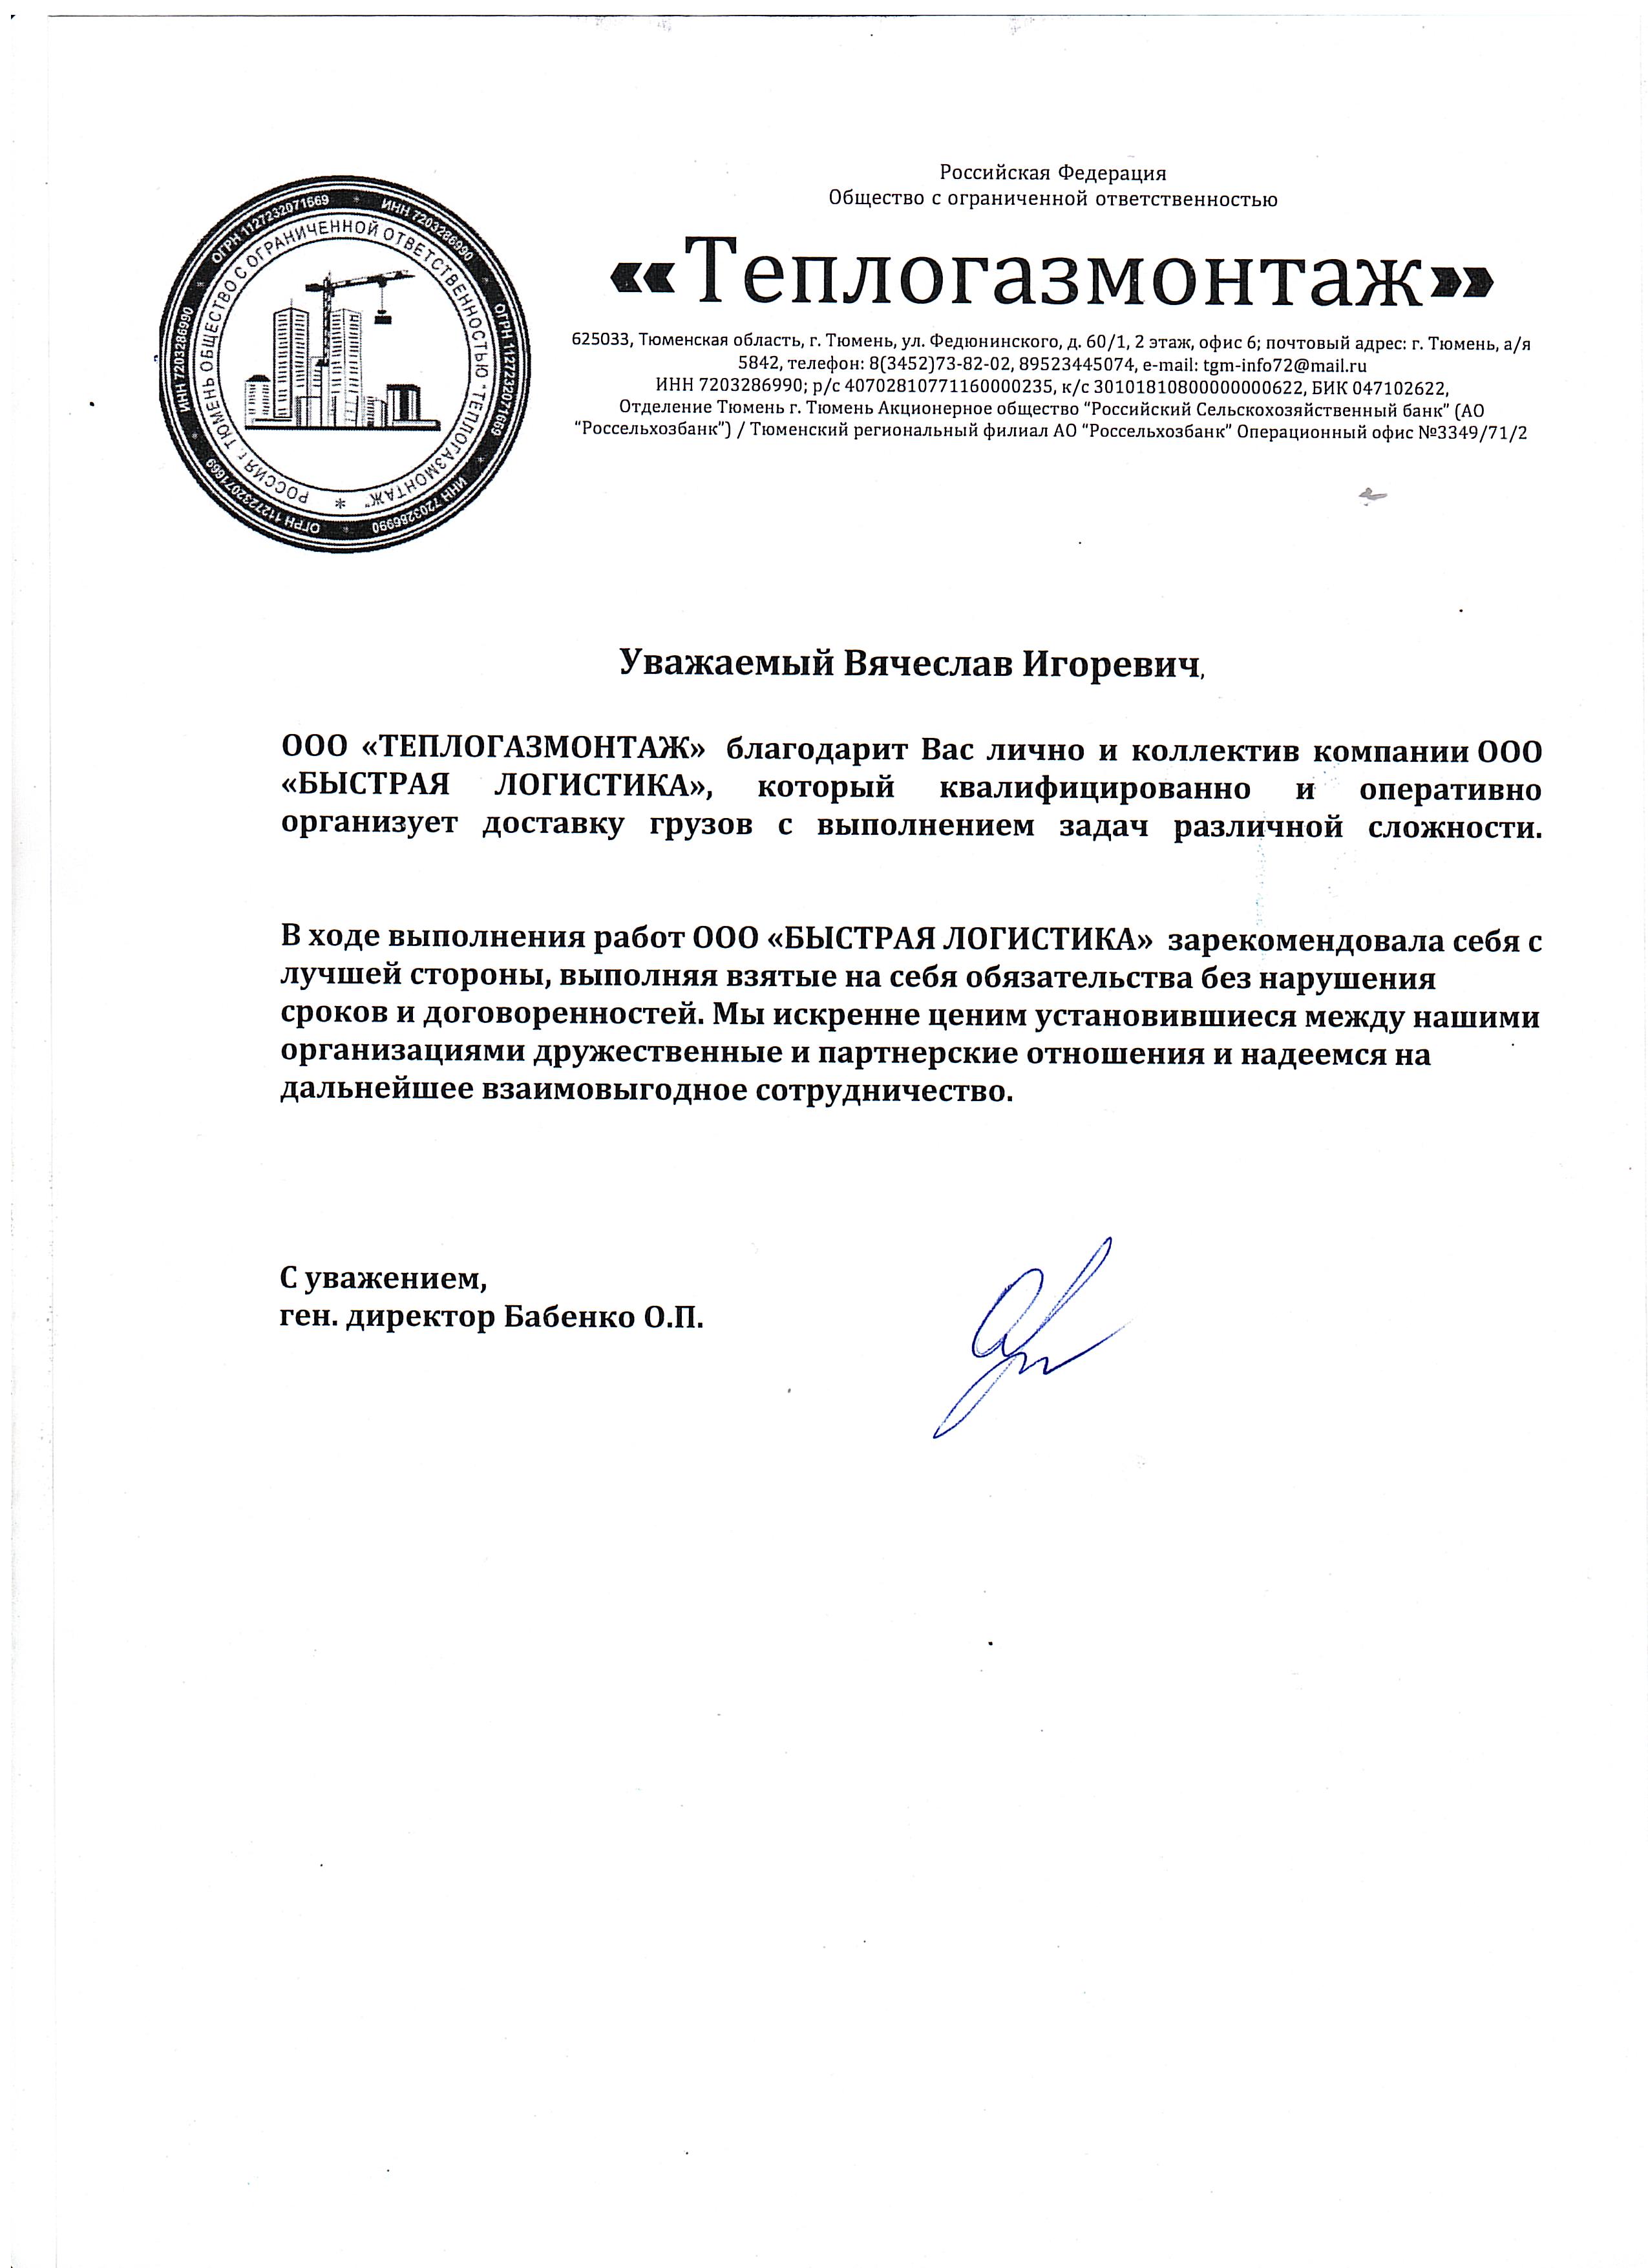 Российская Федерация
Общество с ограниченной ответственностью
«Теплогазмонтаж»
625033, Тюменская область, г. Тюмень, ул. Федюнинского, д. 60/1, 2 этаж, офис 6; почтовый адрес: г. Тюмень, а/я
5842, телефон: 8(3452)73-82-02, 89523445074, e-mail: tgm-info72@mail.ru
ИНН 7203286990; р/с 40702810771160000235, к/с 30101810800000000622, БИК 047102622,
Отделение Тюмень г. Тюмень Акционерное общество "Российский Сельскохозяйственный банк" (АО
"Россельхозбанк") / Тюменский региональный филиал АО "Россельхозбанк" Операционный офис №3349/71/2
ИНН 7203286990 * ОГРН 1127232071669 * ИНН 7203286990 * ОГРН 1127232071669 * ИНН 7203286990 * ОГРН 1127232071669 *
РОССИЯ г. ТЮМЕНЬ ОБЩЕСТВО С ОГРАНИЧЕННОЙ ОТВЕТСТВЕННОСТЬЮ "ТЕПЛОГАЗМОНТАЖ" *
Уважаемый Вячеслав Игоревич,
ООО «ТЕПЛОГАЗМОНТАЖ» благодарит Вас лично и коллектив компании ООО
«БЫСТРАЯ ЛОГИСТИКА», который квалифицированно и оперативно
организует доставку грузов с выполнением задач различной сложности.
В ходе выполнения работ ООО «БЫСТРАЯ ЛОГИСТИКА» зарекомендовала себя с
лучшей стороны, выполняя взятые на себя обязательства без нарушения
сроков и договоренностей. Мы искренне ценим установившиеся между нашими
организациями дружественные и партнерские отношения и надеемся на
дальнейшее взаимовыгодное сотрудничество.
С уважением,
ген. директор Бабенко О.П.